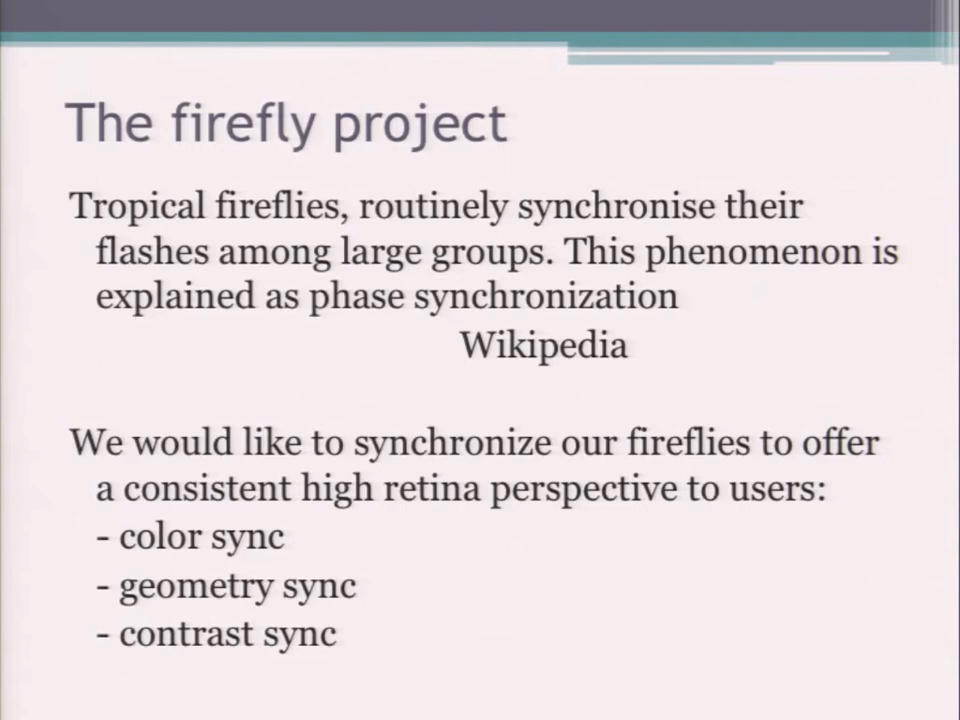 The firefly project
Tropical fireflies, routinely synchronise their
flashes among large groups. This phenomenon is
explained as phase synchronization
Wikipedia
We would like to synchronize our fireflies to offer
a consistent high retina perspective to users:
- color sync
- geometry sync
- contrast sync